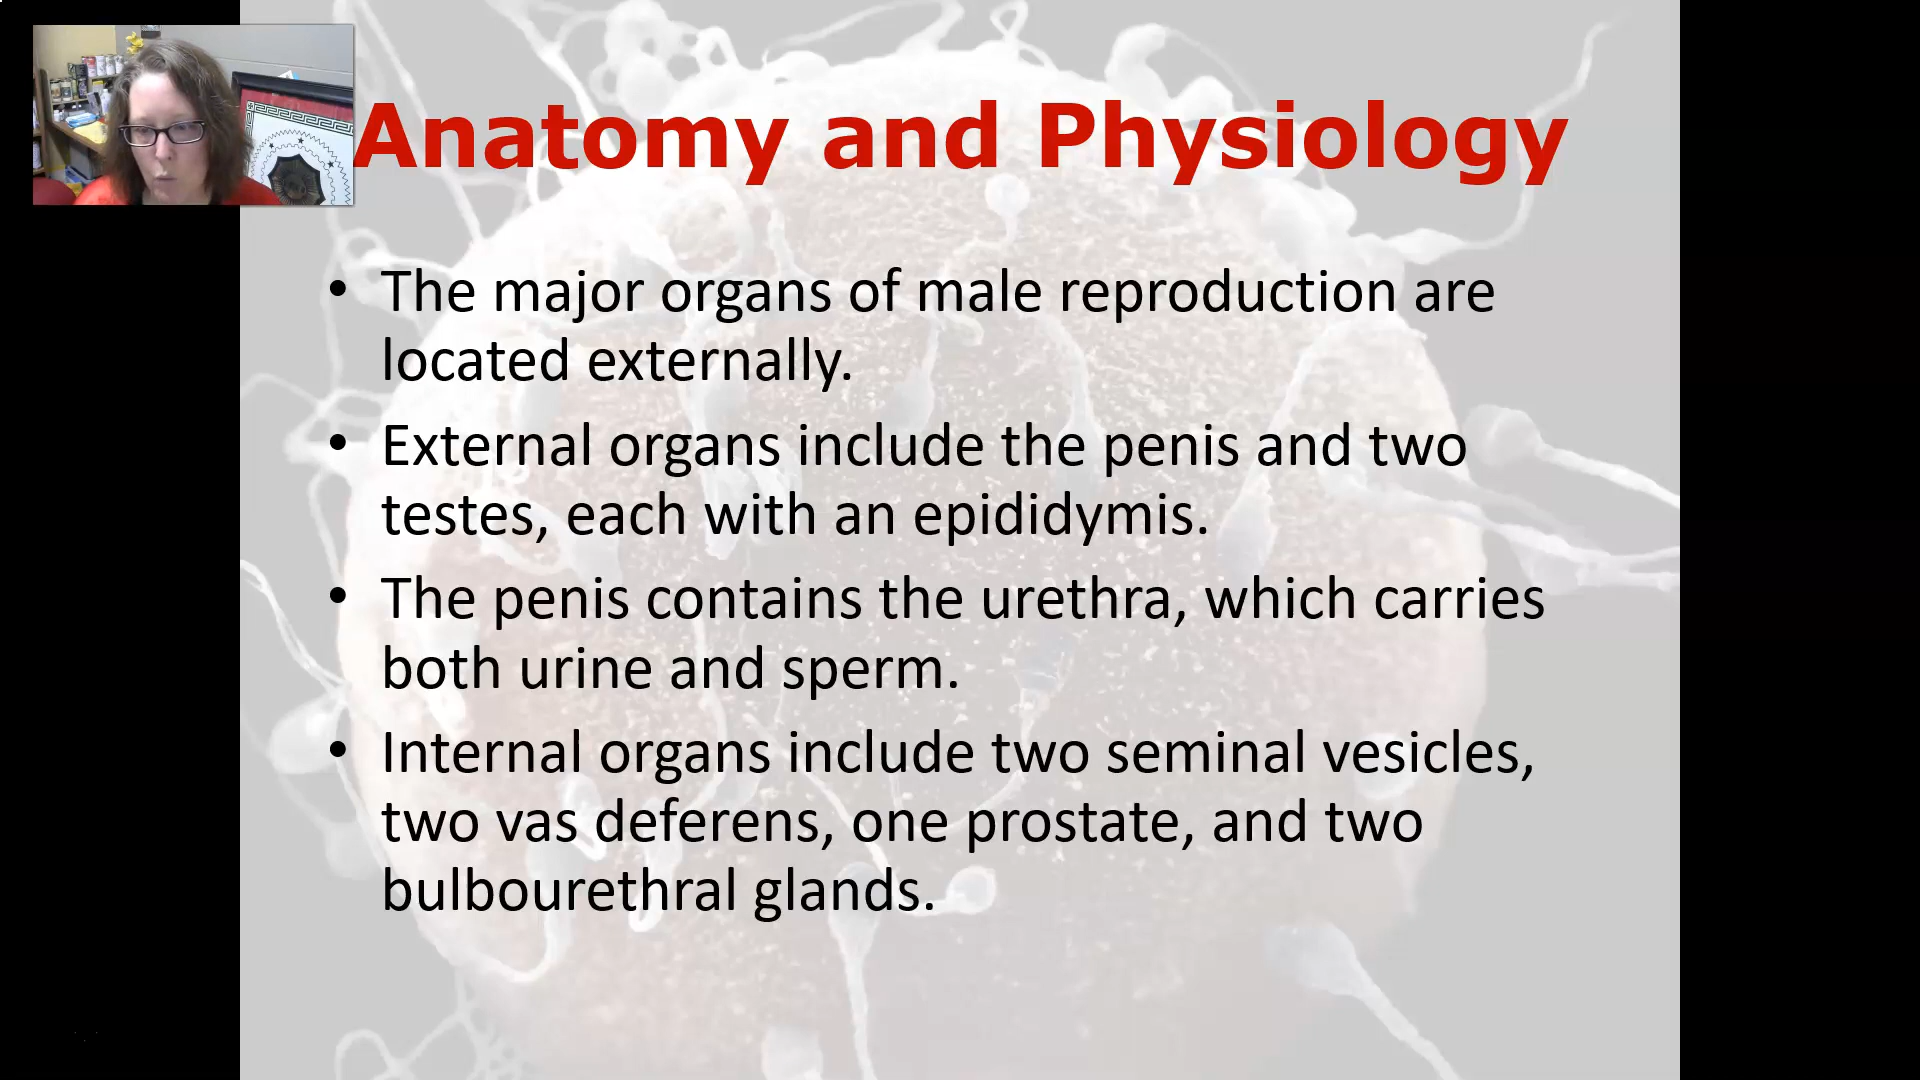 Anatomy and Physiology
• The major organs of male reproduction are
located externally.
• External organs include the penis and two
testes, each with an epididymis.
• The penis contains the urethra, which carries
both urine and sperm.
• Internal organs include two seminal vesicles,
two vas deferens, one prostate, and two
bulbourethral glands.